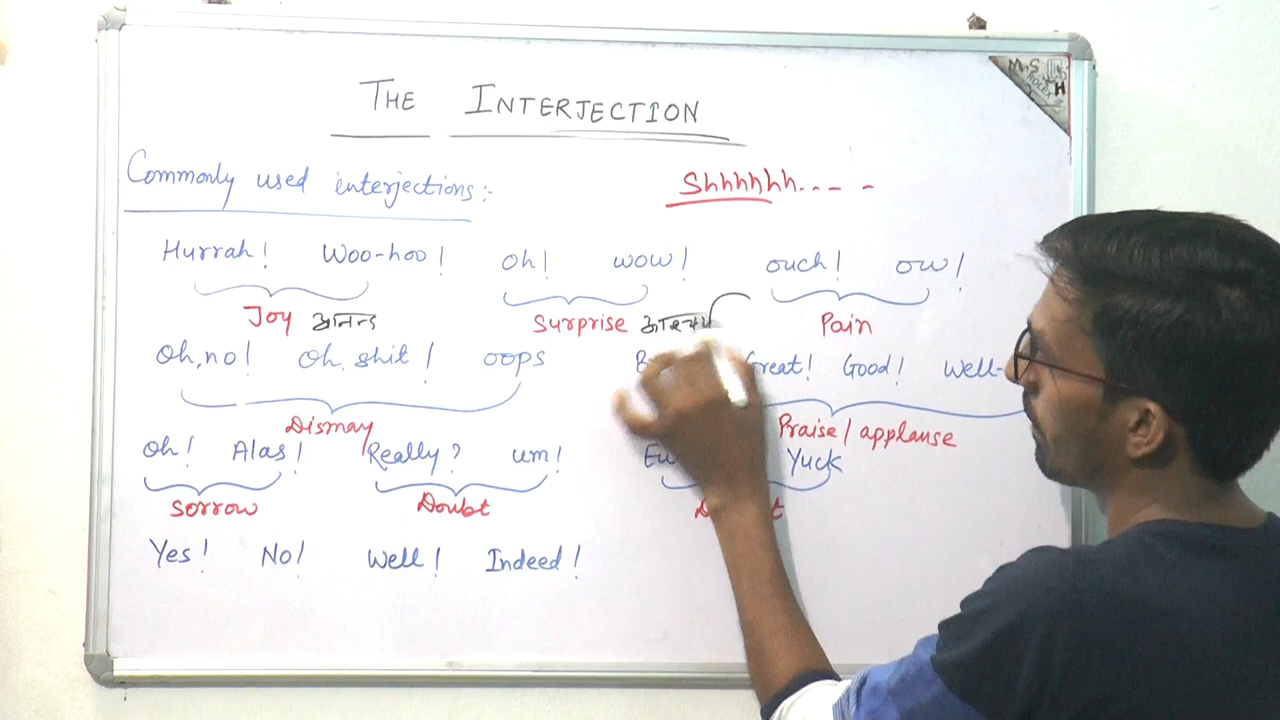 THE INTERJECTION
M.S
Commonly used interjections:
Shhhhhh.... -
Hurrah! Woo-hoo! Oh! wow! ouch! ow!
Joy आनन्द Surprise आश्चर्य Pain
Oh, no! Oh, shit! oops Great! Good! Well-
Dismay Praise/applause
Oh! Alas! Really? um! Yuck
Sorrow Doubt
Yes! No! Well! Indeed!